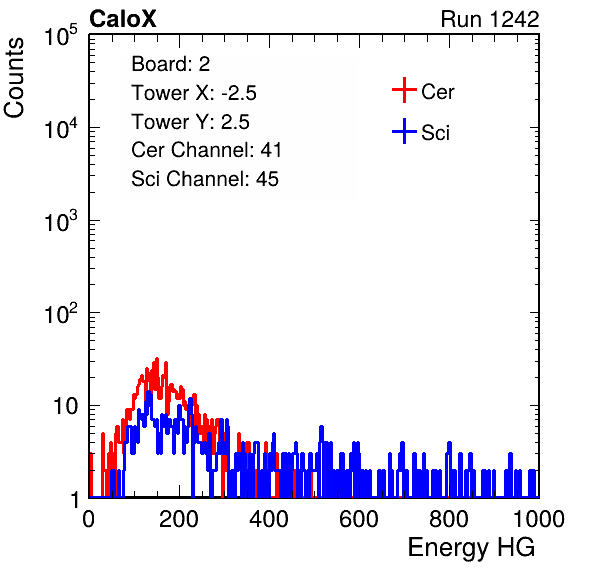 CaloX Run 1242
Counts
Board: 2
Tower X: -2.5
Tower Y: 2.5
Cer Channel: 41
Sci Channel: 45
Cer
Sci
10^5
10^4
10^3
10^2
10
1
0 200 400 600 800 1000
Energy HG